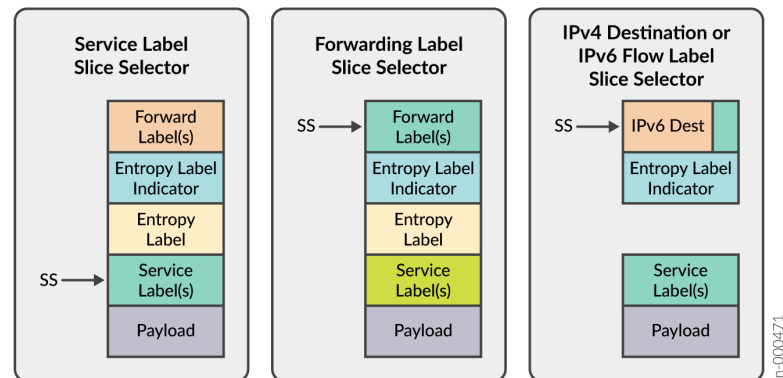 Service Label
Slice Selector
Forward
Label(s)
Entropy Label
Indicator
Entropy
Label
SS
Service
Label(s)
Payload
Forwarding Label
Slice Selector
SS
Forward
Label(s)
Entropy Label
Indicator
Entropy
Label
Service
Label(s)
Payload
IPv4 Destination or
IPv6 Flow Label
Slice Selector
SS
IPv6 Dest
Entropy Label
Indicator
Service
Label(s)
Payload
n-000471